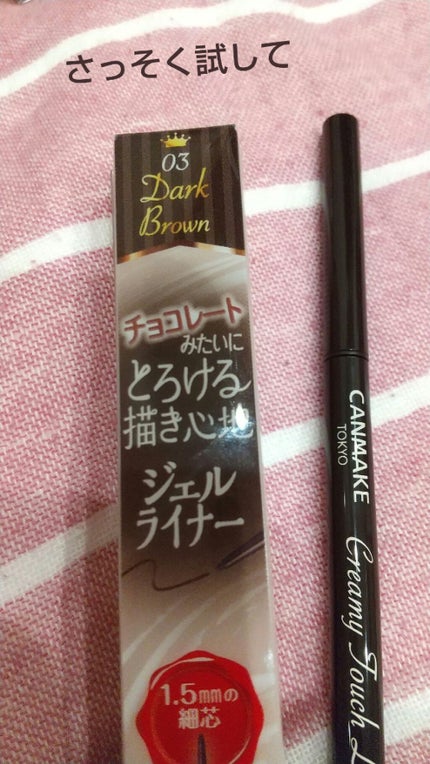 さっそく試して
03
Dark
Brown
チョコレート
みたいに
とろける
描き心地
ジェル
ライナー
1.5mmの
細芯
CANMAKE
TOKYO
Creamy Touch